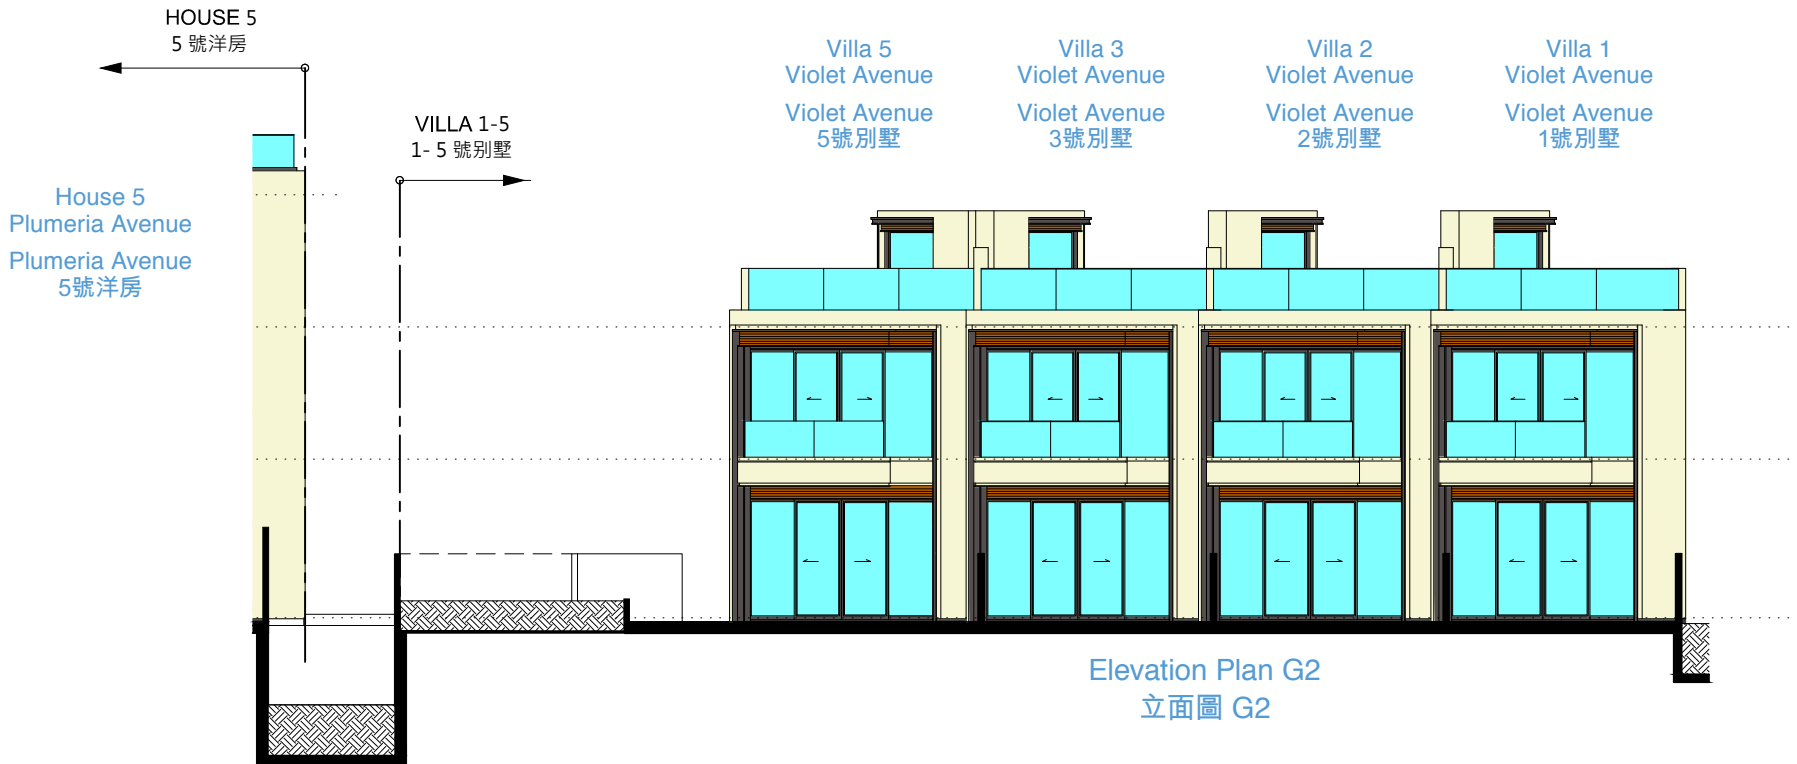 HOUSE 5
5 號洋房
VILLA 1-5
1- 5 號別墅
House 5
Plumeria Avenue
Plumeria Avenue
5號洋房
Villa 5
Violet Avenue
Violet Avenue
5號別墅
Villa 3
Violet Avenue
Violet Avenue
3號別墅
Villa 2
Violet Avenue
Violet Avenue
2號別墅
Villa 1
Violet Avenue
Violet Avenue
1號別墅
Elevation Plan G2
立面圖 G2